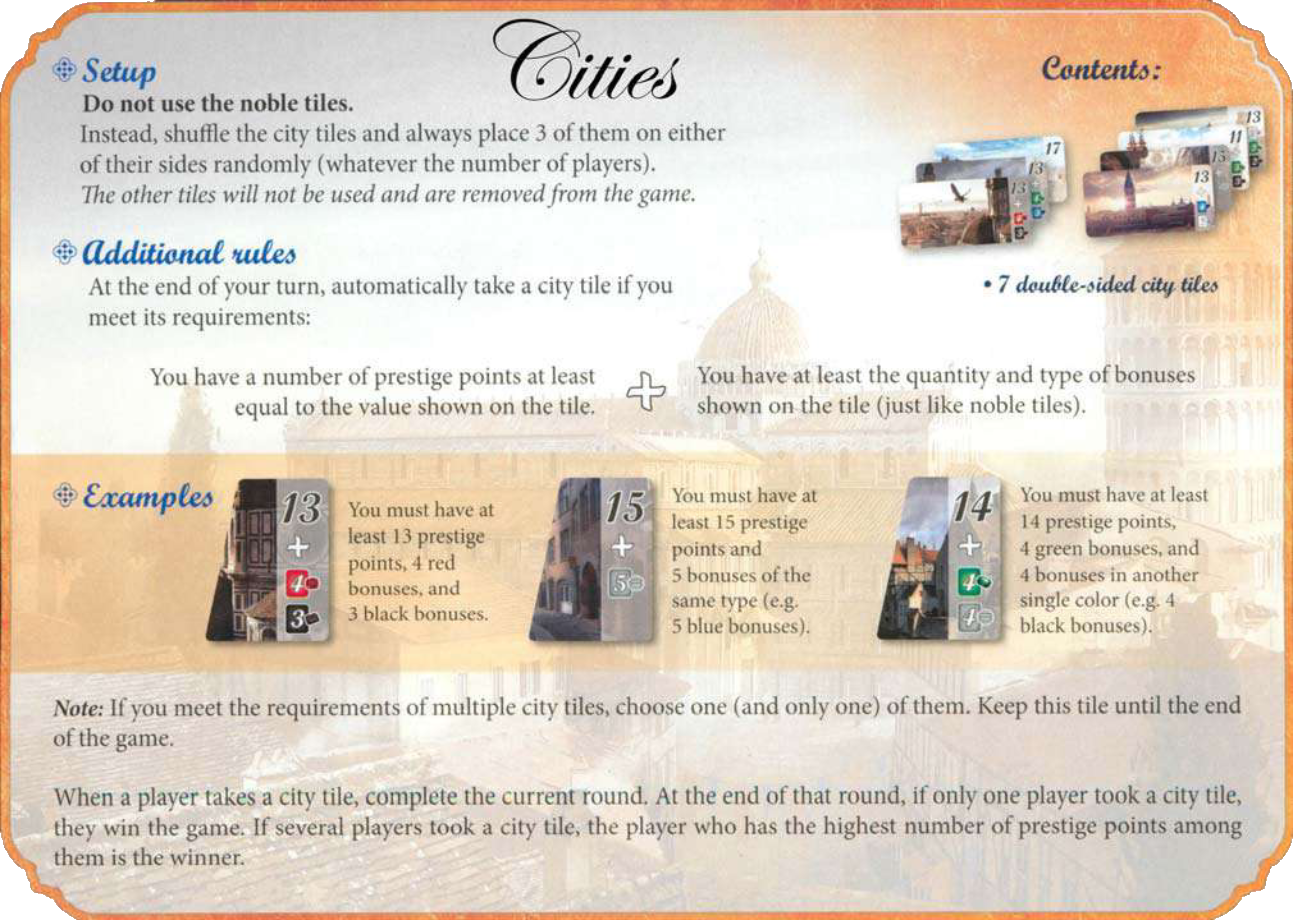 Cities
Setup
Do not use the noble tiles.
Instead, shuffle the city tiles and always place 3 of them on either
of their sides randomly (whatever the number of players).
The other tiles will not be used and are removed from the game.
Contents:
17
13
13
13
11
15
13
• 7 double-sided city tiles
Additional rules
At the end of your turn, automatically take a city tile if you
meet its requirements:
You have a number of prestige points at least
equal to the value shown on the tile.
+
You have at least the quantity and type of bonuses
shown on the tile (just like noble tiles).
Examples
13
+
4
3
You must have at
least 13 prestige
points, 4 red
bonuses, and
3 black bonuses.
15
+
5
You must have at
least 15 prestige
points and
5 bonuses of the
same type (e.g.
5 blue bonuses).
14
+
4
4
You must have at least
14 prestige points,
4 green bonuses, and
4 bonuses in another
single color (e.g. 4
black bonuses).
Note: If you meet the requirements of multiple city tiles, choose one (and only one) of them. Keep this tile until the end
of the game.
When a player takes a city tile, complete the current round. At the end of that round, if only one player took a city tile,
they win the game. If several players took a city tile, the player who has the highest number of prestige points among
them is the winner.